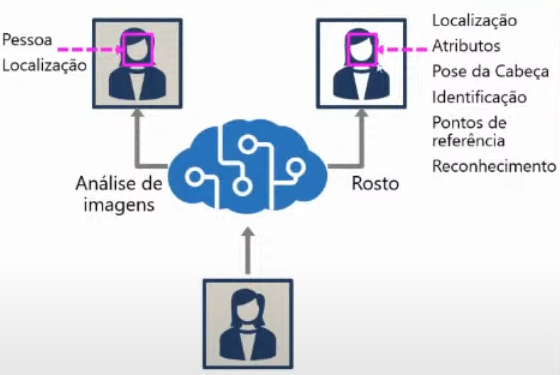 Pessoa
Localização
Localização
Atributos
Pose da Cabeça
Identificação
Pontos de
referência
Reconhecimento
Análise de
imagens
Rosto